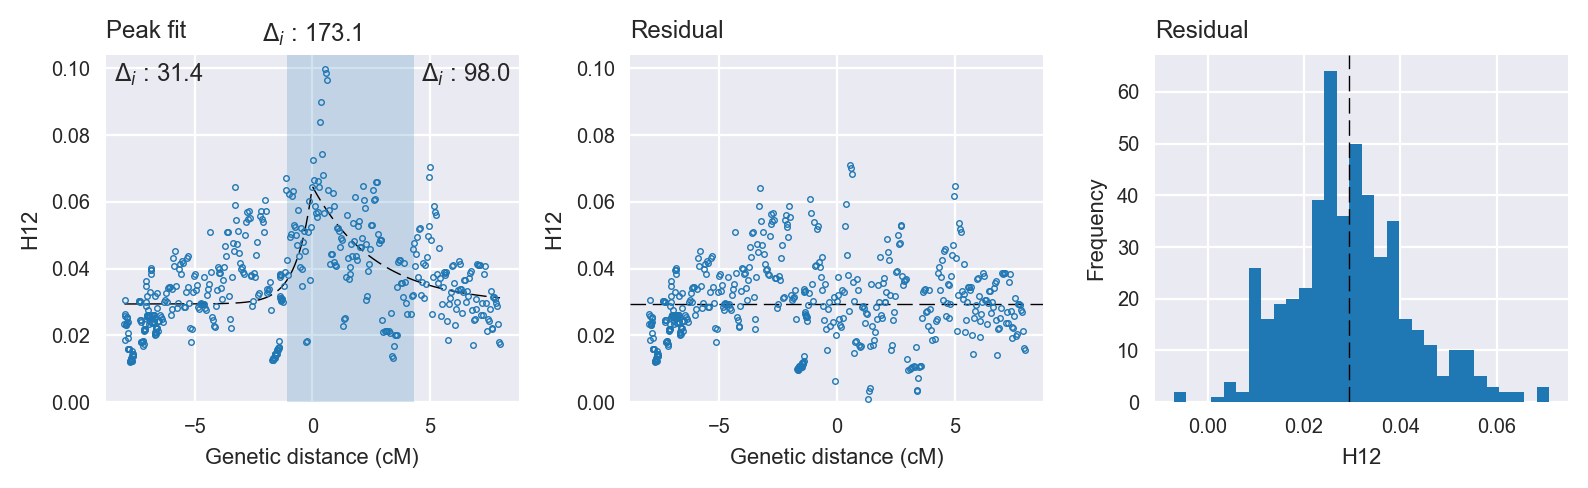 Peak fit
Δi : 173.1
Δi : 31.4
Δi : 98.0
0.10
0.08
0.06
0.04
0.02
0.00
H12
−5
0
5
Genetic distance (cM)
Residual
0.10
0.08
0.06
0.04
0.02
0.00
H12
−5
0
5
Genetic distance (cM)
Residual
60
50
40
30
20
10
0
Frequency
0.00
0.02
0.04
0.06
H12